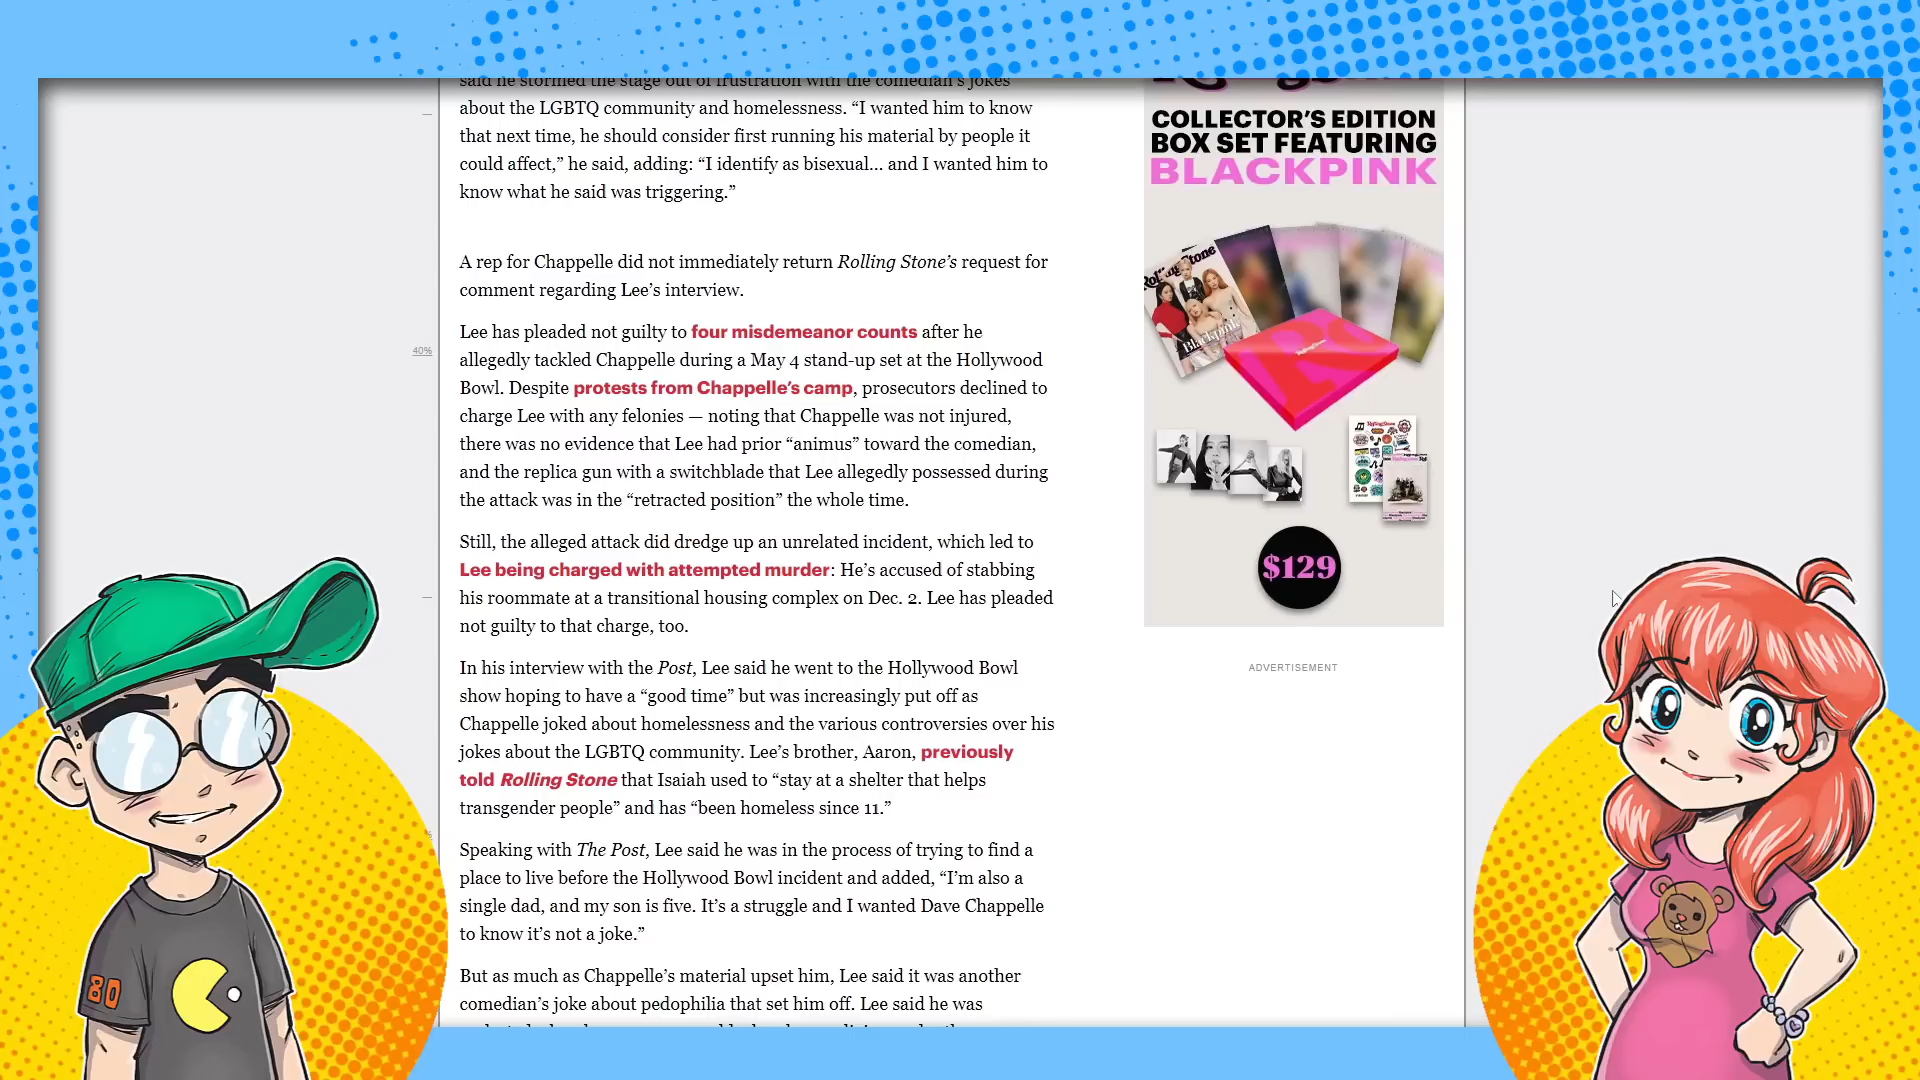 said he stormed the stage out of frustration with the comedian’s jokes
about the LGBTQ community and homelessness. “I wanted him to know
that next time, he should consider first running his material by people it
could affect,” he said, adding: “I identify as bisexual… and I wanted him to
know what he said was triggering.”
A rep for Chappelle did not immediately return Rolling Stone’s request for
comment regarding Lee’s interview.
Lee has pleaded not guilty to four misdemeanor counts after he
allegedly tackled Chappelle during a May 4 stand-up set at the Hollywood
Bowl. Despite protests from Chappelle’s camp, prosecutors declined to
charge Lee with any felonies — noting that Chappelle was not injured,
there was no evidence that Lee had prior “animus” toward the comedian,
and the replica gun with a switchblade that Lee allegedly possessed during
the attack was in the “retracted position” the whole time.
Still, the alleged attack did dredge up an unrelated incident, which led to
Lee being charged with attempted murder: He’s accused of stabbing
his roommate at a transitional housing complex on Dec. 2. Lee has pleaded
not guilty to that charge, too.
In his interview with the Post, Lee said he went to the Hollywood Bowl
show hoping to have a “good time” but was increasingly put off as
Chappelle joked about homelessness and the various controversies over his
jokes about the LGBTQ community. Lee’s brother, Aaron, previously
told Rolling Stone that Isaiah used to “stay at a shelter that helps
transgender people” and has “been homeless since 11.”
Speaking with The Post, Lee said he was in the process of trying to find a
place to live before the Hollywood Bowl incident and added, “I’m also a
single dad, and my son is five. It’s a struggle and I wanted Dave Chappelle
to know it’s not a joke.”
But as much as Chappelle’s material upset him, Lee said it was another
comedian’s joke about pedophilia that set him off. Lee said he was
40%
COLLECTOR’S EDITION
BOX SET FEATURING
BLACKPINK
Rolling Stone
Blackpink
$129
ADVERTISEMENT
80